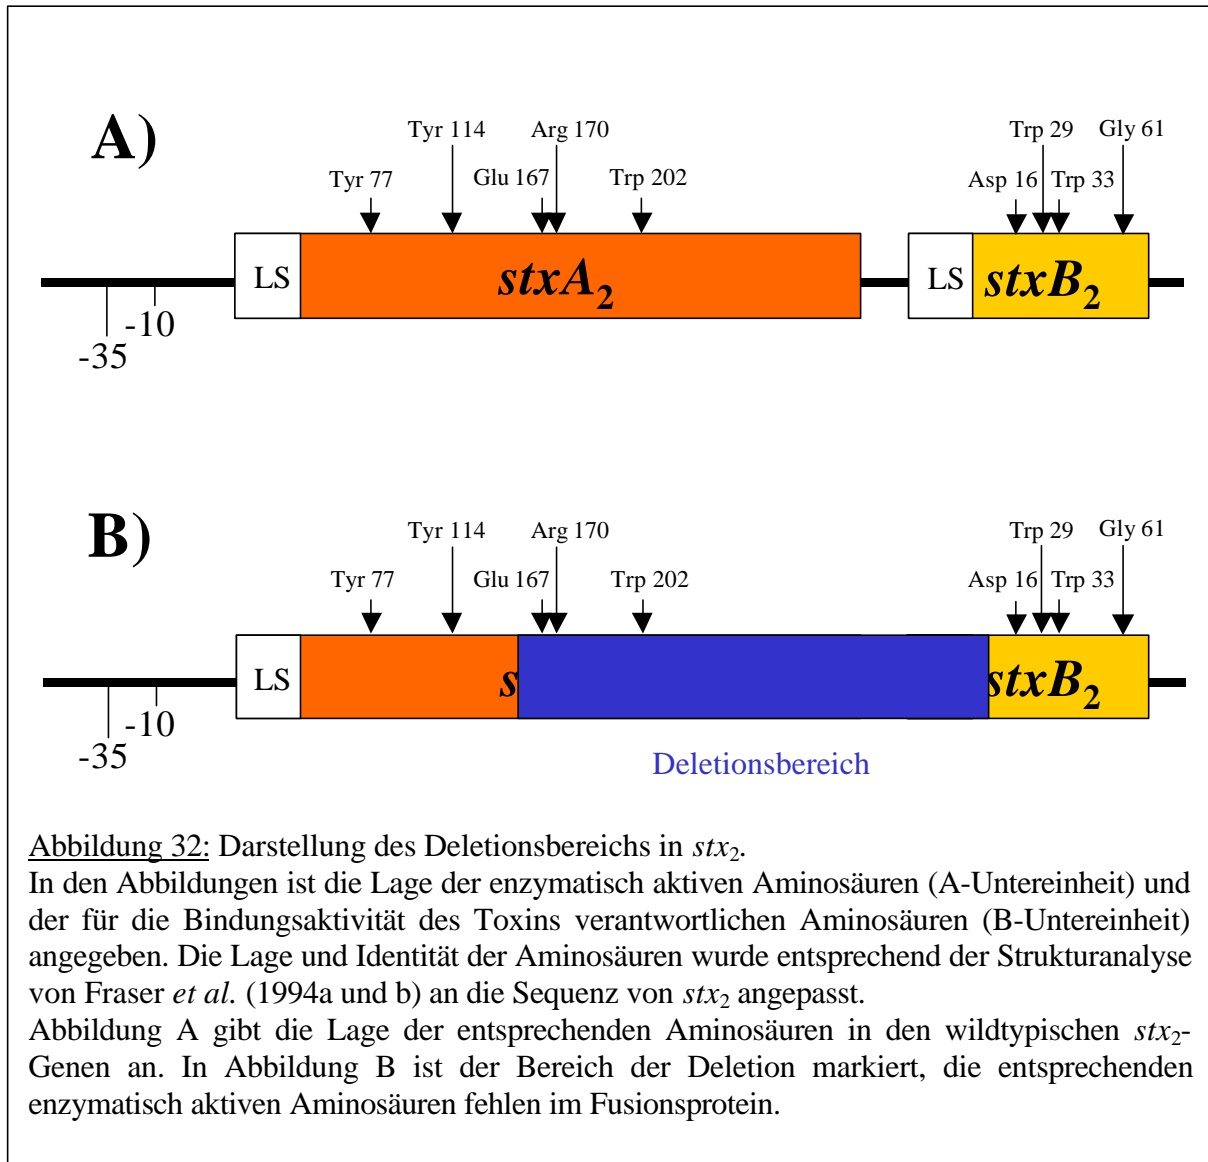 A)
Tyr 114
Arg 170
Trp 29
Gly 61
Tyr 77
Glu 167
Trp 202
Asp 16
Trp 33
LS
stxA₂
LS
stxB₂
-10
-35
B)
Tyr 114
Arg 170
Trp 29
Gly 61
Tyr 77
Glu 167
Trp 202
Asp 16
Trp 33
LS
s
stxB₂
-10
-35
Deletionsbereich
Abbildung 32: Darstellung des Deletionsbereichs in stx₂.
In den Abbildungen ist die Lage der enzymatisch aktiven Aminosäuren (A-Untereinheit) und
der für die Bindungsaktivität des Toxins verantwortlichen Aminosäuren (B-Untereinheit)
angegeben. Die Lage und Identität der Aminosäuren wurde entsprechend der Strukturanalyse
von Fraser et al. (1994a und b) an die Sequenz von stx₂ angepasst.
Abbildung A gibt die Lage der entsprechenden Aminosäuren in den wildtypischen stx₂-
Genen an. In Abbildung B ist der Bereich der Deletion markiert, die entsprechenden
enzymatisch aktiven Aminosäuren fehlen im Fusionsprotein.